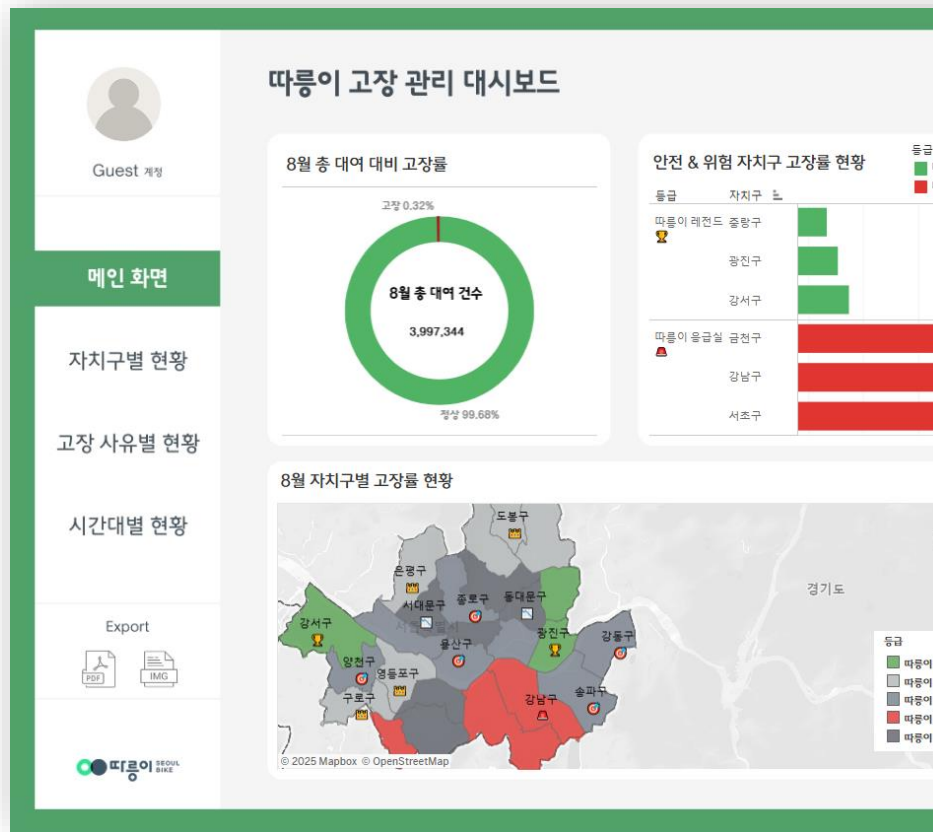 Guest 계정
메인 화면
자치구별 현황
고장 사유별 현황
시간대별 현황
Export
PDF
IMG
따릉이 SEOUL BIKE
따릉이 고장 관리 대시보드
8월 총 대여 대비 고장률
고장 0.32%
8월 총 대여 건수
3,997,344
정상 99.68%
안전 & 위험 자치구 고장률 현황
등급
등급 자치구
따릉이 레전드 중랑구
광진구
강서구
따릉이 응급실 금천구
강남구
서초구
8월 자치구별 고장률 현황
도봉구
은평구
서대문구
종로구
동대문구
강서구
용산구
광진구
강동구
양천구
영등포구
구로구
강남구
송파구
경기도
등급
따릉이
따릉이
따릉이
따릉이
따릉이
© 2025 Mapbox © OpenStreetMap